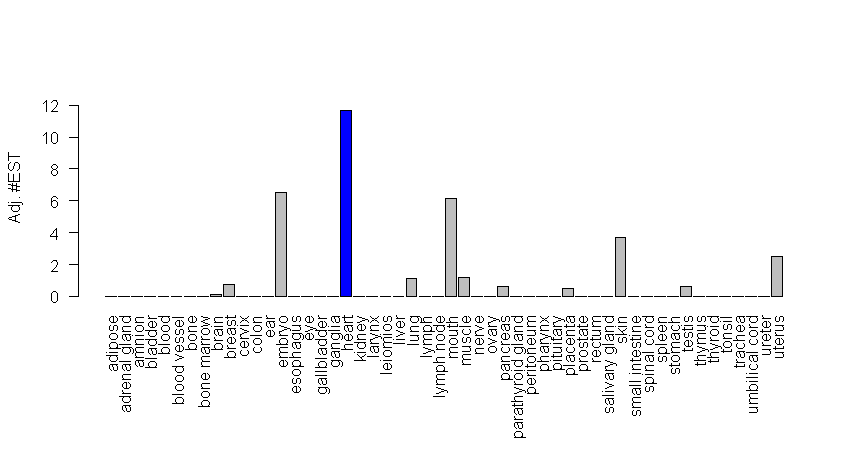 Adj. #EST
12
10
8
6
4
2
0
adipose
adrenal gland
amnion
bladder
blood
blood vessel
bone
bone marrow
brain
breast
cervix
colon
ear
embryo
esophagus
eye
gallbladder
ganglia
heart
kidney
larynx
leiomios
liver
lung
lymph
lymph node
mouth
muscle
nerve
ovary
pancreas
parathyroid gland
peritoneum
pharynx
pituitary
placenta
prostate
rectum
salivary gland
skin
small intestine
spinal cord
spleen
stomach
testis
thymus
thyroid
tonsil
trachea
umbilical cord
ureter
uterus